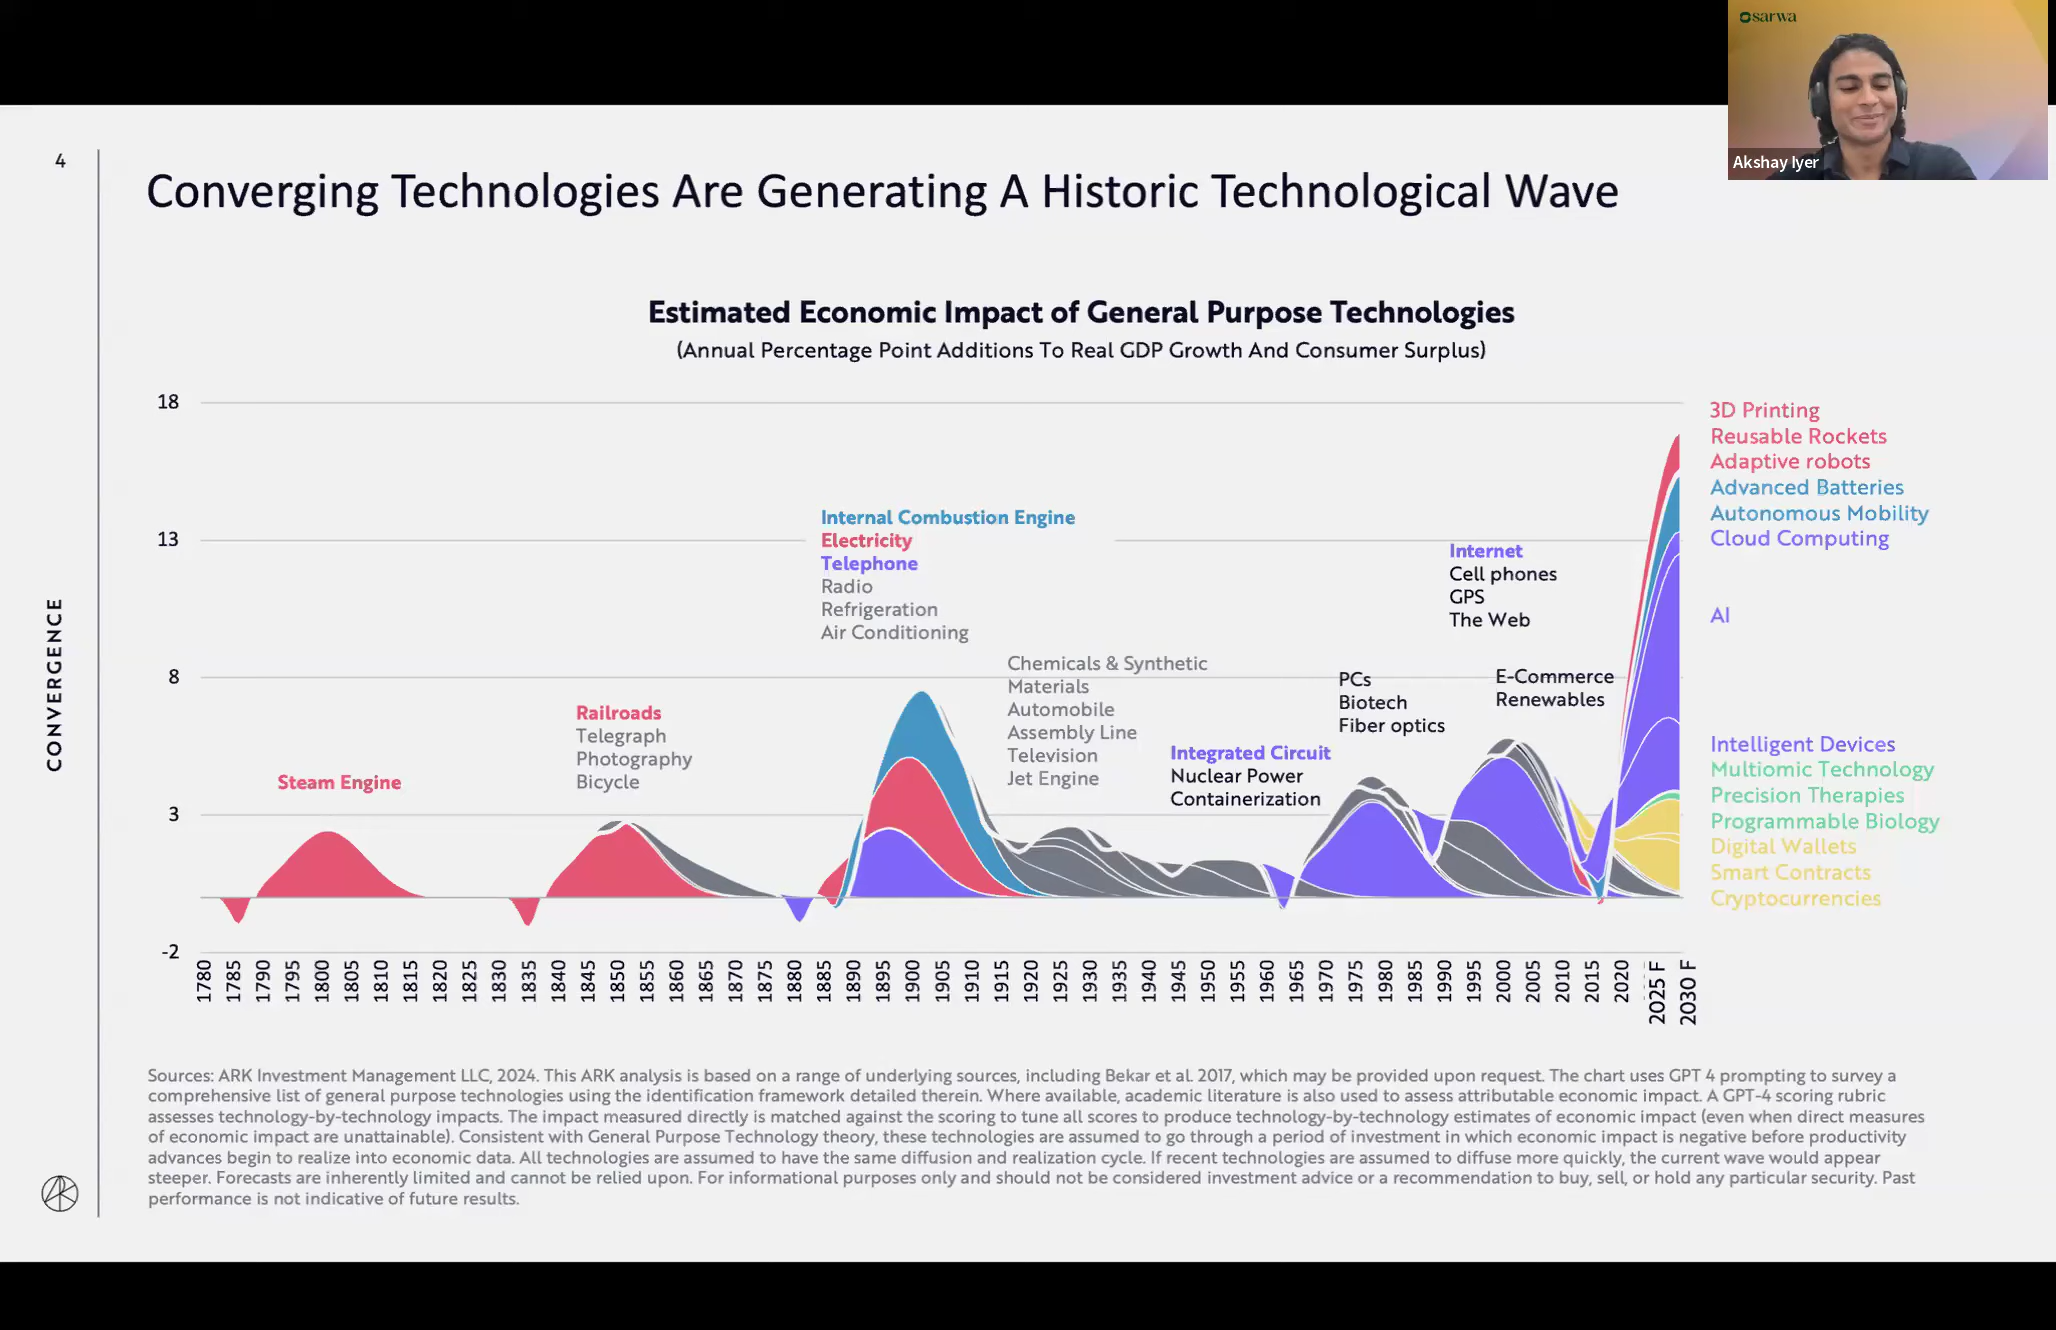 sarwa
Akshay Iyer
4
Converging Technologies Are Generating A Historic Technological Wave
CONVERGENCE
Estimated Economic Impact of General Purpose Technologies
(Annual Percentage Point Additions To Real GDP Growth And Consumer Surplus)
18
13
8
3
-2
Steam Engine
Railroads
Telegraph
Photography
Bicycle
Internal Combustion Engine
Electricity
Telephone
Radio
Refrigeration
Air Conditioning
Chemicals & Synthetic
Materials
Automobile
Assembly Line
Television
Jet Engine
Integrated Circuit
Nuclear Power
Containerization
PCs
Biotech
Fiber optics
Internet
Cell phones
GPS
The Web
E-Commerce
Renewables
3D Printing
Reusable Rockets
Adaptive robots
Advanced Batteries
Autonomous Mobility
Cloud Computing
AI
Intelligent Devices
Multiomic Technology
Precision Therapies
Programmable Biology
Digital Wallets
Smart Contracts
Cryptocurrencies
1780
1785
1790
1795
1800
1805
1810
1815
1820
1825
1830
1835
1840
1845
1850
1855
1860
1865
1870
1875
1880
1885
1890
1895
1900
1905
1910
1915
1920
1925
1930
1935
1940
1945
1950
1955
1960
1965
1970
1975
1980
1985
1990
1995
2000
2005
2010
2015
2020
2025 F
2030 F
Sources: ARK Investment Management LLC, 2024. This ARK analysis is based on a range of underlying sources, including Bekar et al. 2017, which may be provided upon request. The chart uses GPT 4 prompting to survey a
comprehensive list of general purpose technologies using the identification framework detailed therein. Where available, academic literature is also used to assess attributable economic impact. A GPT-4 scoring rubric
assesses technology-by-technology impacts. The impact measured directly is matched against the scoring to tune all scores to produce technology-by-technology estimates of economic impact (even when direct measures
of economic impact are unattainable). Consistent with General Purpose Technology theory, these technologies are assumed to go through a period of investment in which economic impact is negative before productivity
advances begin to realize into economic data. All technologies are assumed to have the same diffusion and realization cycle. If recent technologies are assumed to diffuse more quickly, the current wave would appear
steeper. Forecasts are inherently limited and cannot be relied upon. For informational purposes only and should not be considered investment advice or a recommendation to buy, sell, or hold any particular security. Past
performance is not indicative of future results.